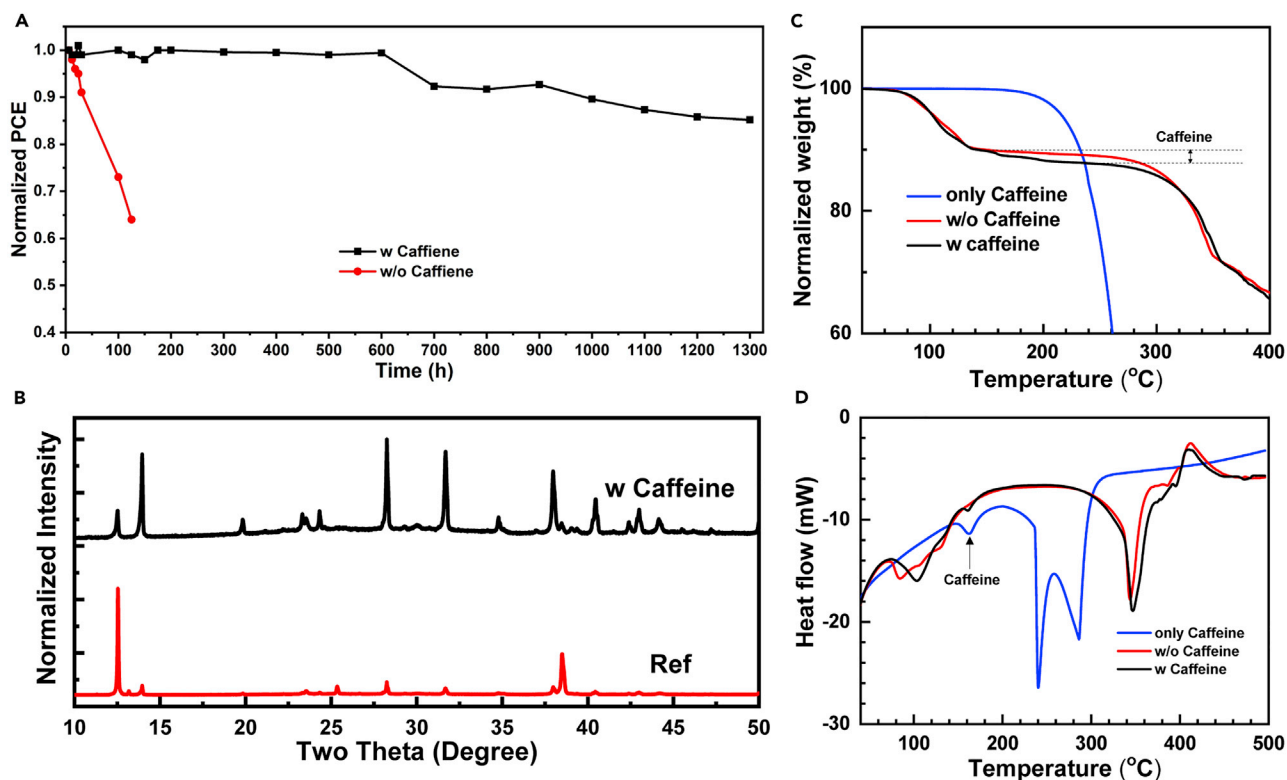 A
Normalized PCE
1.0
0.9
0.8
0.7
0.6
0.5
0.4
w Caffiene
w/o Caffiene
0 100 200 300 400 500 600 700 800 900 1000 1100 1200 1300
Time (h)
B
Normalized Intensity
w Caffeine
Ref
10 15 20 25 30 35 40 45 50
Two Theta (Degree)
C
Normalized weight (%)
100
90
80
70
60
Caffeine
only Caffeine
w/o Caffeine
w caffeine
100 200 300 400
Temperature (°C)
D
Heat flow (mW)
0
-10
-20
-30
Caffeine
only Caffeine
w/o Caffeine
w Caffeine
100 200 300 400 500
Temperature (°C)